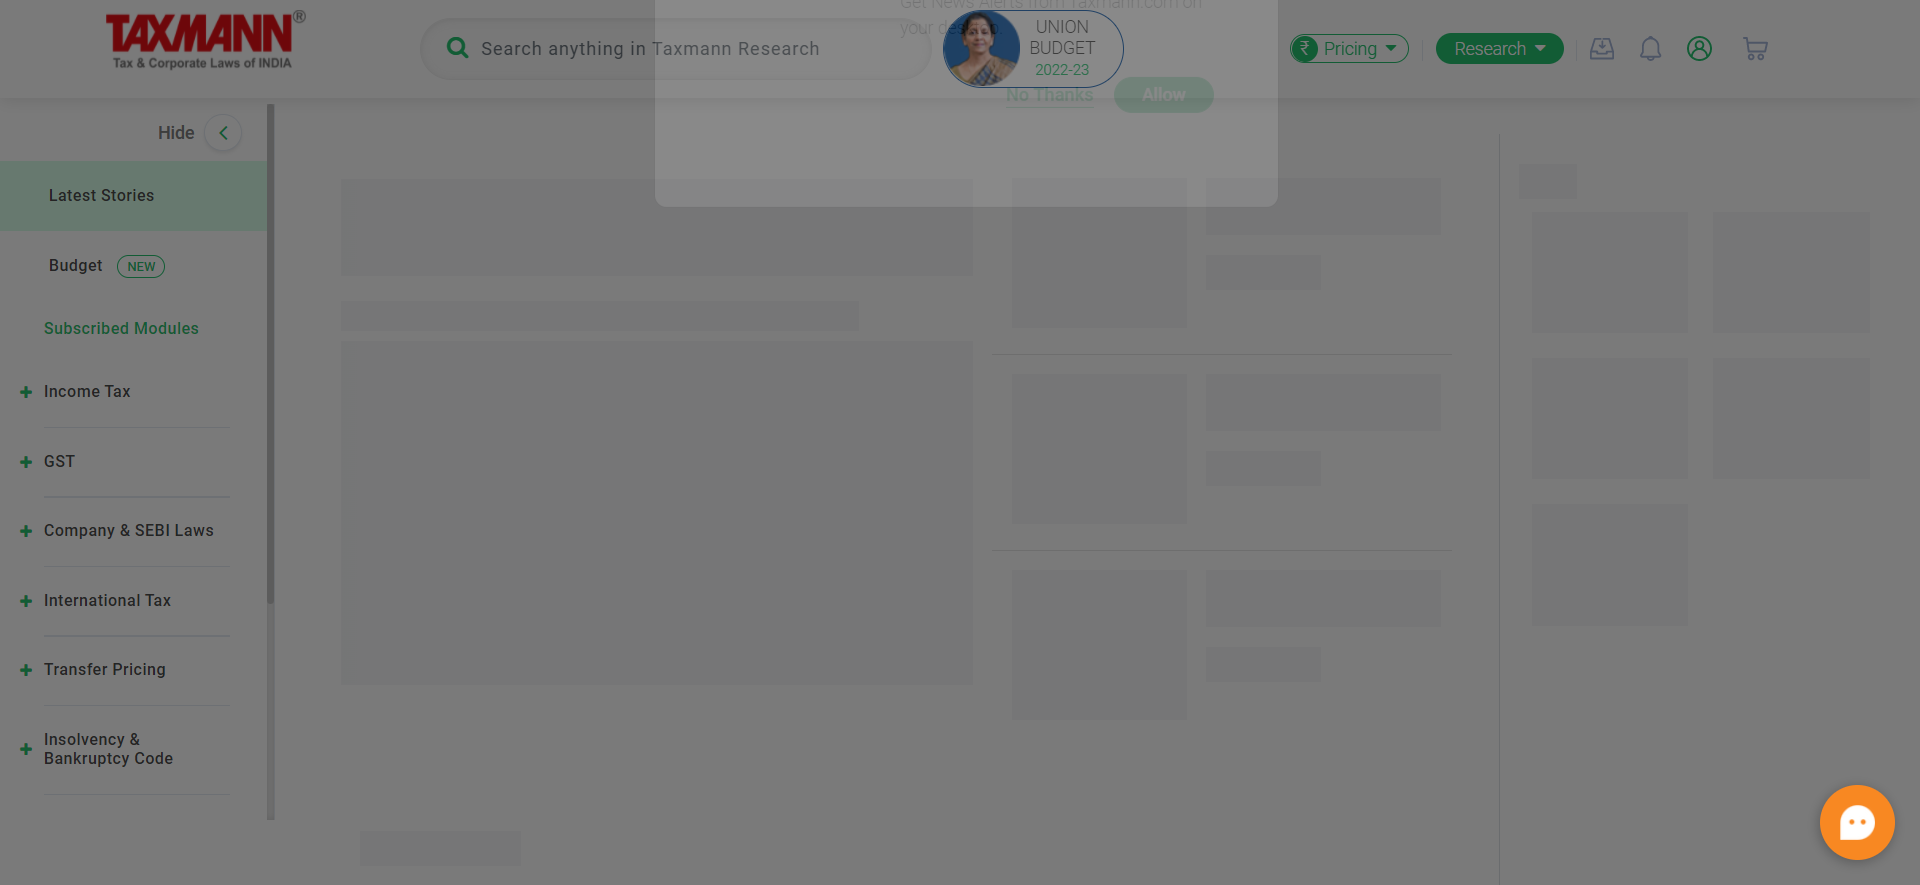 TAXMANN®
Tax & Corporate Laws of INDIA
Search anything in Taxmann Research
Get News Alerts from Taxmann.com on
your desktop.
UNION
BUDGET
2022-23
No Thanks
Allow
₹ Pricing
Research
Hide
Latest Stories
Budget NEW
Subscribed Modules
Income Tax
GST
Company & SEBI Laws
International Tax
Transfer Pricing
Insolvency &
Bankruptcy Code